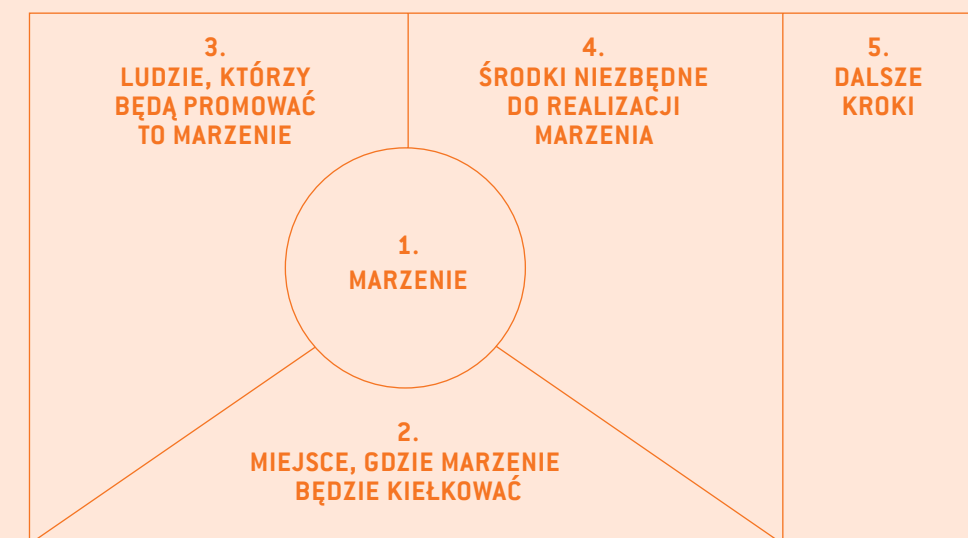 3.
LUDZIE, KTÓRZY
BĘDĄ PROMOWAĆ
TO MARZENIE
4.
ŚRODKI NIEZBĘDNE
DO REALIZACJI
MARZENIA
5.
DALSZE
KROKI
1.
MARZENIE
2.
MIEJSCE, GDZIE MARZENIE
BĘDZIE KIEŁKOWAĆ